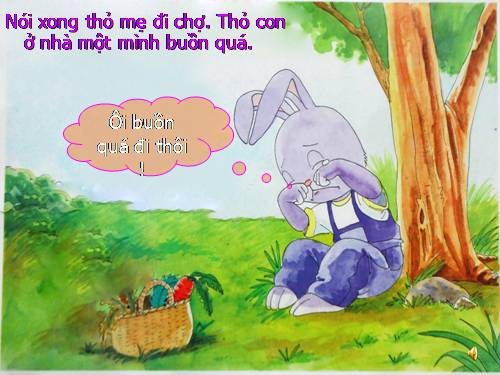 Nói xong thỏ mẹ đi chợ. Thỏ con
ở nhà một mình buồn quá.
Ôi buồn
quá đi thôi
!